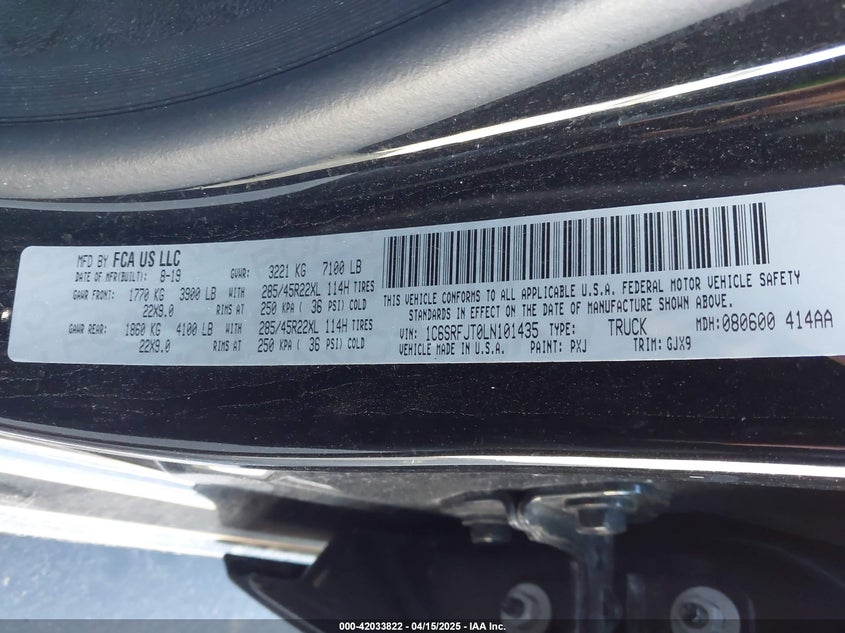 MFD BY FCA US LLC
DATE OF MFR(BUILT): 8-19 GVWR: 3221 KG 7100 LB
GAWR FRONT: 1770 KG 3900 LB WITH 285/45R22XL 114H TIRES
22X9.0 RIMS AT 250 KPA ( 36 PSI) COLD
GAWR REAR: 1860 KG 4100 LB WITH 285/45R22XL 114H TIRES
22X9.0 RIMS AT 250 KPA ( 36 PSI) COLD
THIS VEHICLE CONFORMS TO ALL APPLICABLE U.S.A. FEDERAL MOTOR VEHICLE SAFETY
STANDARDS IN EFFECT ON THE DATE OF MANUFACTURE SHOWN ABOVE.
VIN: 1C6SRFJT0LN101435 TYPE: TRUCK MDH: 080600 414AA
VEHICLE MADE IN U.S.A. PAINT: PXJ TRIM: GJX9
000-42033822 - 04/15/2025 - IAA Inc.